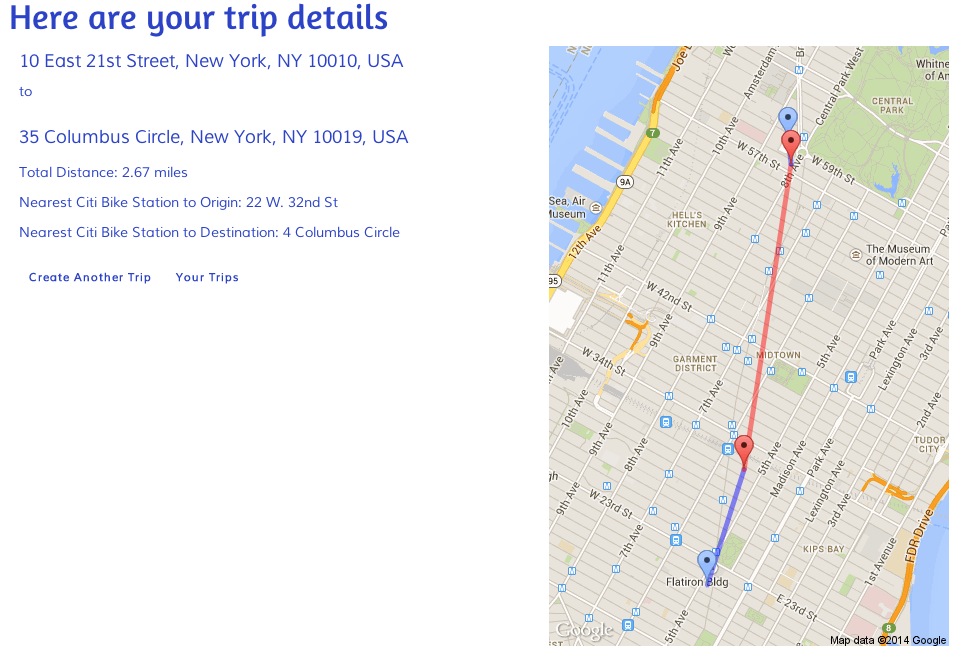 Here are your trip details
10 East 21st Street, New York, NY 10010, USA
to
35 Columbus Circle, New York, NY 10019, USA
Total Distance: 2.67 miles
Nearest Citi Bike Station to Origin: 22 W. 32nd St
Nearest Citi Bike Station to Destination: 4 Columbus Circle
Create Another Trip Your Trips
Joe
Amsterdam
Central Park West
Whitne
of An
CENTRAL
PARK
7
10th Ave
11th Ave
W 57th St
W 59th St
8th Ave
9A
Sea, Air
Museum
HELL'S
KITCHEN
9th Ave
12th Ave
11th Ave
The Museum
of Modern Art
95
W 42nd St
9th Ave
5th Ave
Park Ave
Lexington Ave
3rd Ave
W 34th St
GARMENT
DISTRICT
MIDTOWN
10th Ave
7th Ave
2nd Ave
9th Ave
8th Ave
5th Ave
Madison Ave
Park Ave
TUDOR
CITY
9th Ave
W 23rd St
Lexington Ave
3rd Ave
7th Ave
KIPS BAY
1st Avenue
FDR Drive
Flatiron Bldg
E 23rd St
5th Ave
8
Google
Map data ©2014 Google